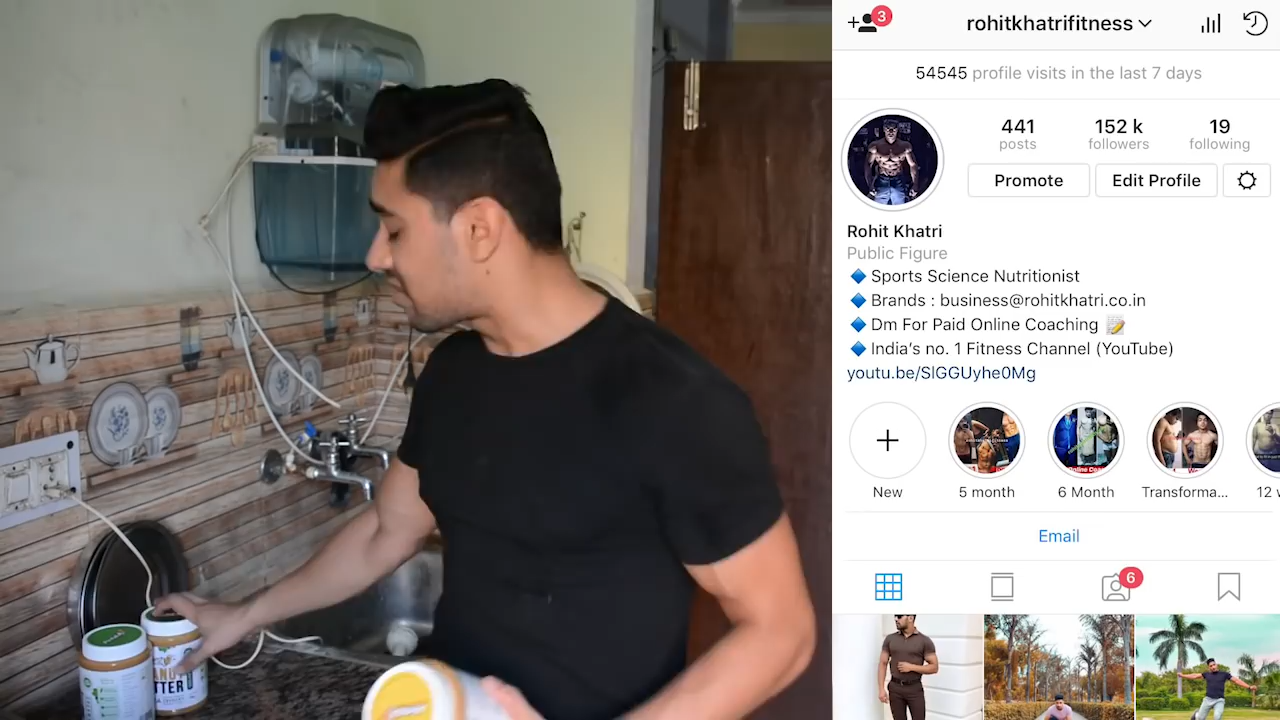 3
rohitkhatrifitness
54545 profile visits in the last 7 days
441
posts
152 k
followers
19
following
Promote
Edit Profile
Rohit Khatri
Public Figure
Sports Science Nutritionist
Brands : business@rohitkhatri.co.in
Dm For Paid Online Coaching
India's no. 1 Fitness Channel (YouTube)
youtu.be/SlGGUyhe0Mg
New
5 month
6 Month
Transforma...
12
Email
6